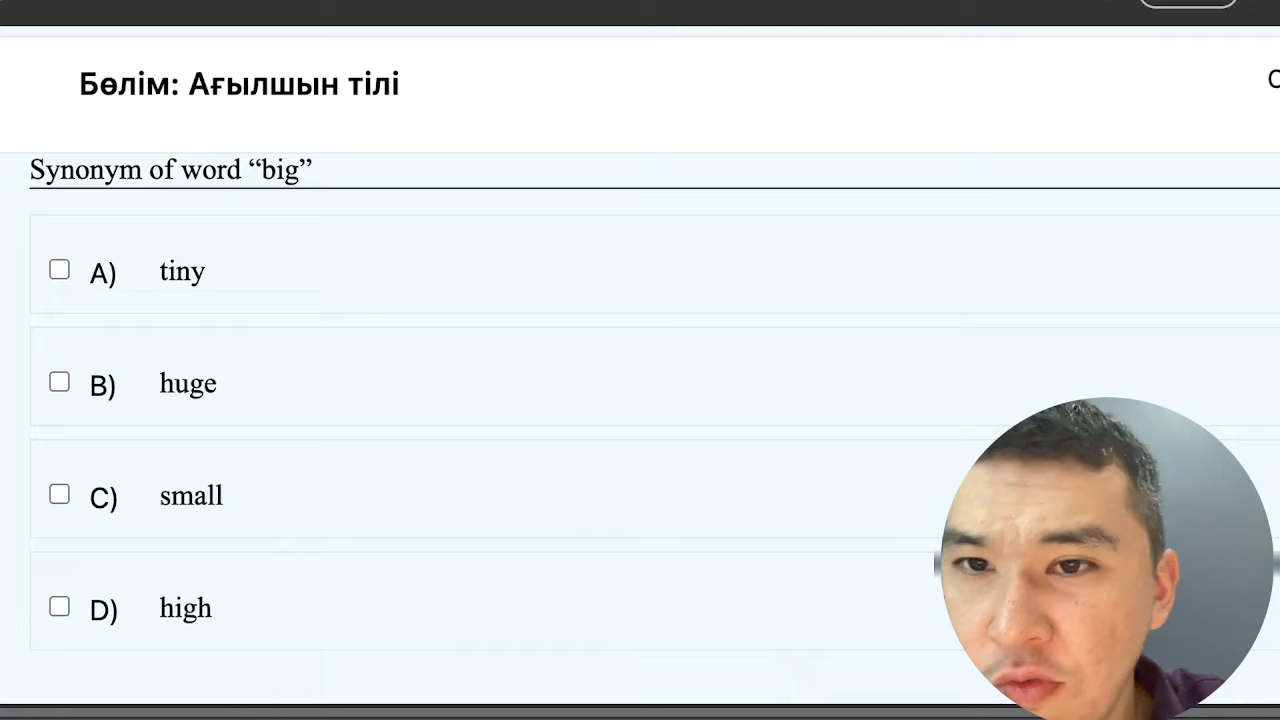 Бөлім: Ағылшын тілі
Synonym of word “big”
A) tiny
B) huge
C) small
D) high